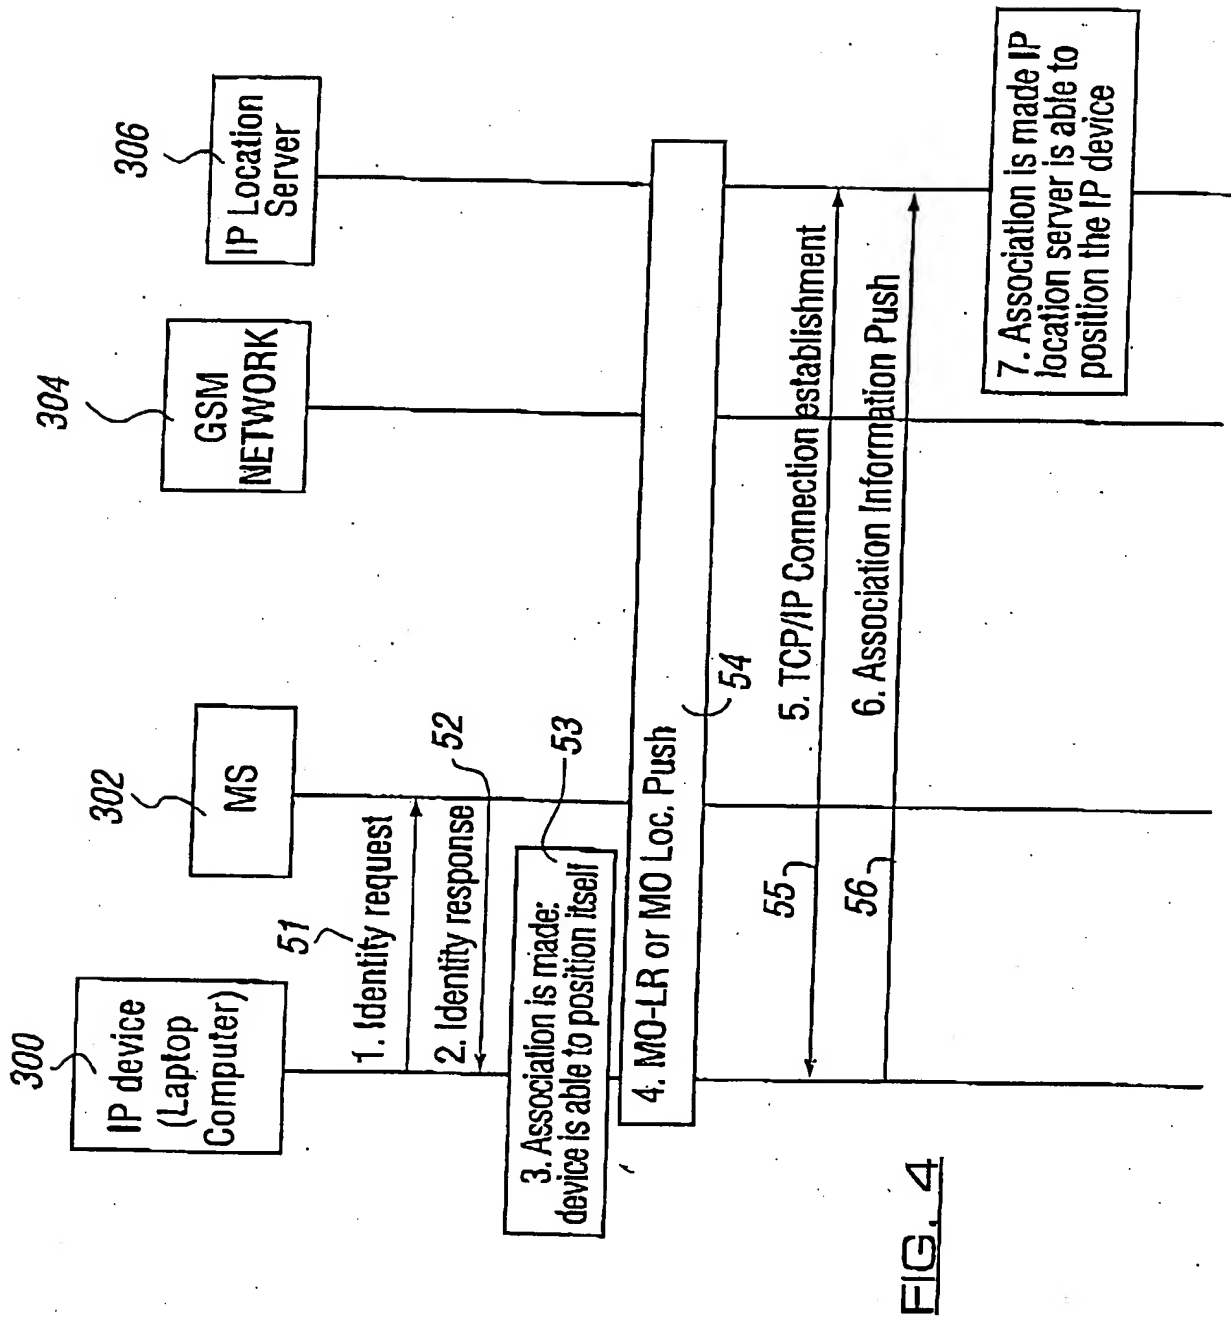 300
IP device
(Laptop
Computer)
302
MS
304
GSM
NETWORK
306
IP Location
Server
51
1. Identity request
2. Identity response
52
3. Association is made:
device is able to position itself
53
4. MO-LR or MO Loc. Push
54
5. TCP/IP Connection establishment
55
6. Association Information Push
56
7. Association is made IP
location server is able to
position the IP device
FIG. 4